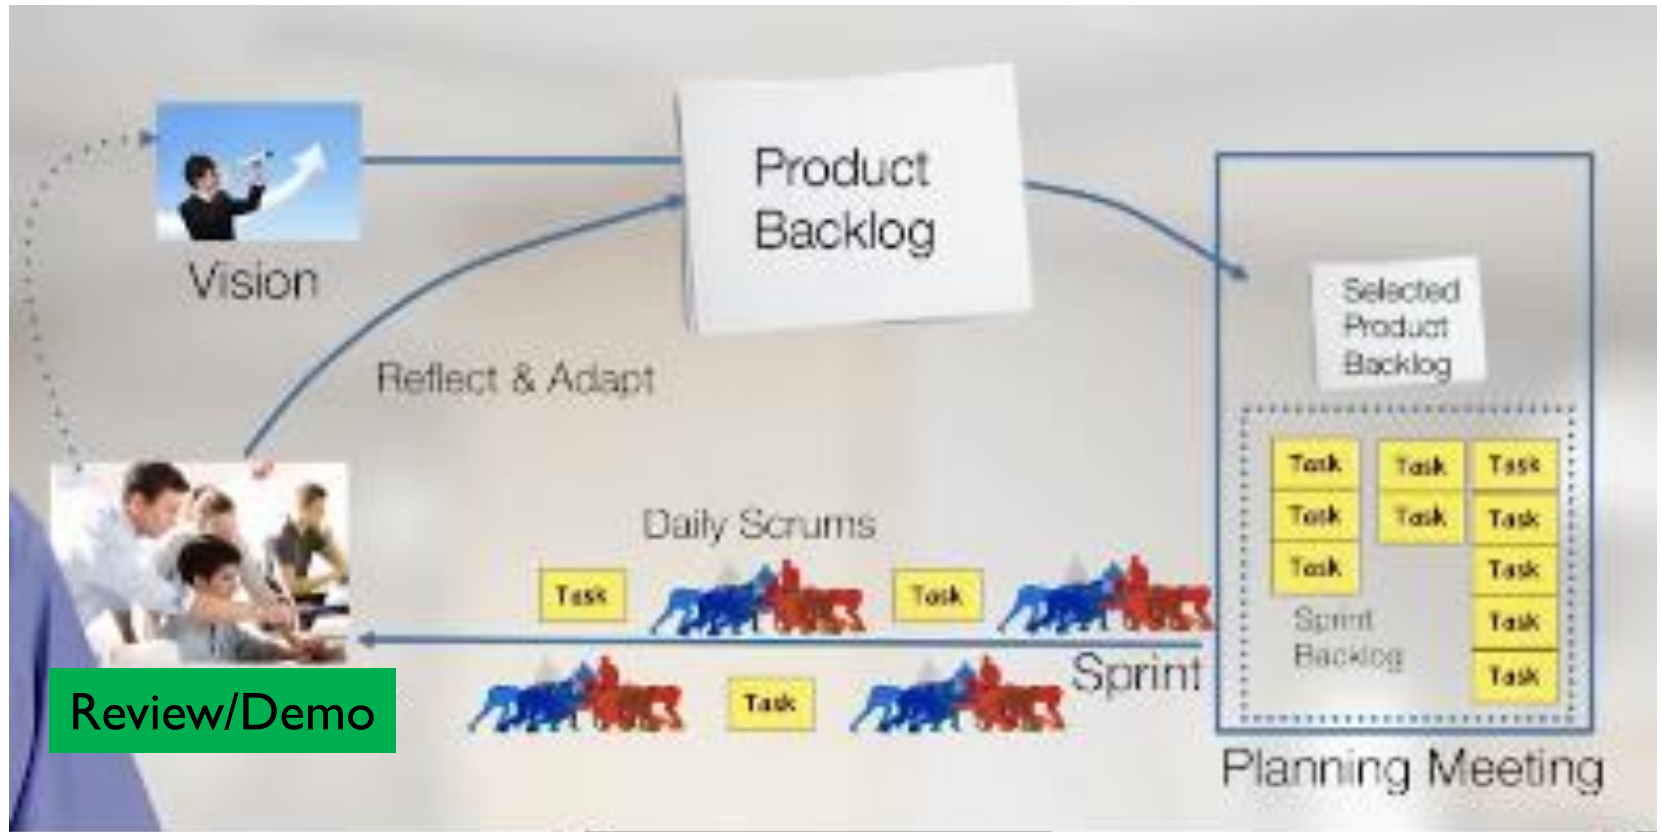 Product
Backlog
Vision
Selected
Product
Backlog
Reflect & Adapt
Task
Task
Task
Task
Task
Task
Task
Task
Task
Task
Sprint
Backlog
Daily Scrums
Task
Task
Task
Sprint
Review/Demo
Planning Meeting